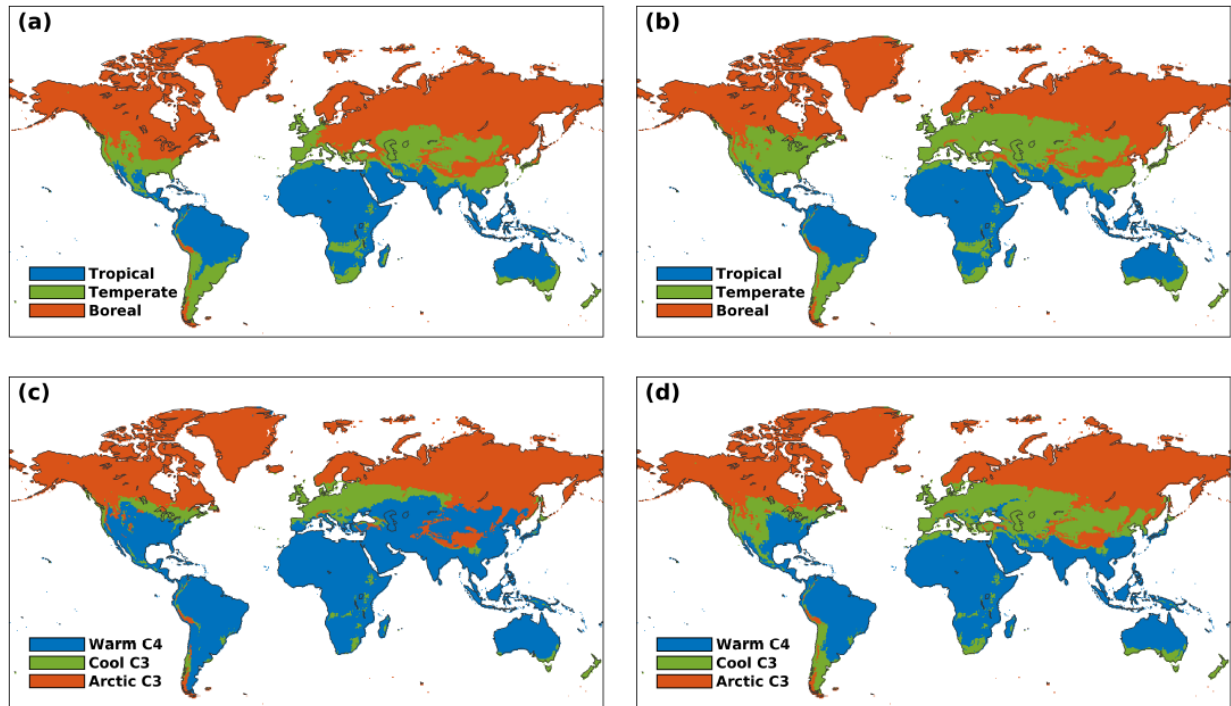 (a)
Tropical
Temperate
Boreal
(b)
Tropical
Temperate
Boreal
(c)
Warm C4
Cool C3
Arctic C3
(d)
Warm C4
Cool C3
Arctic C3